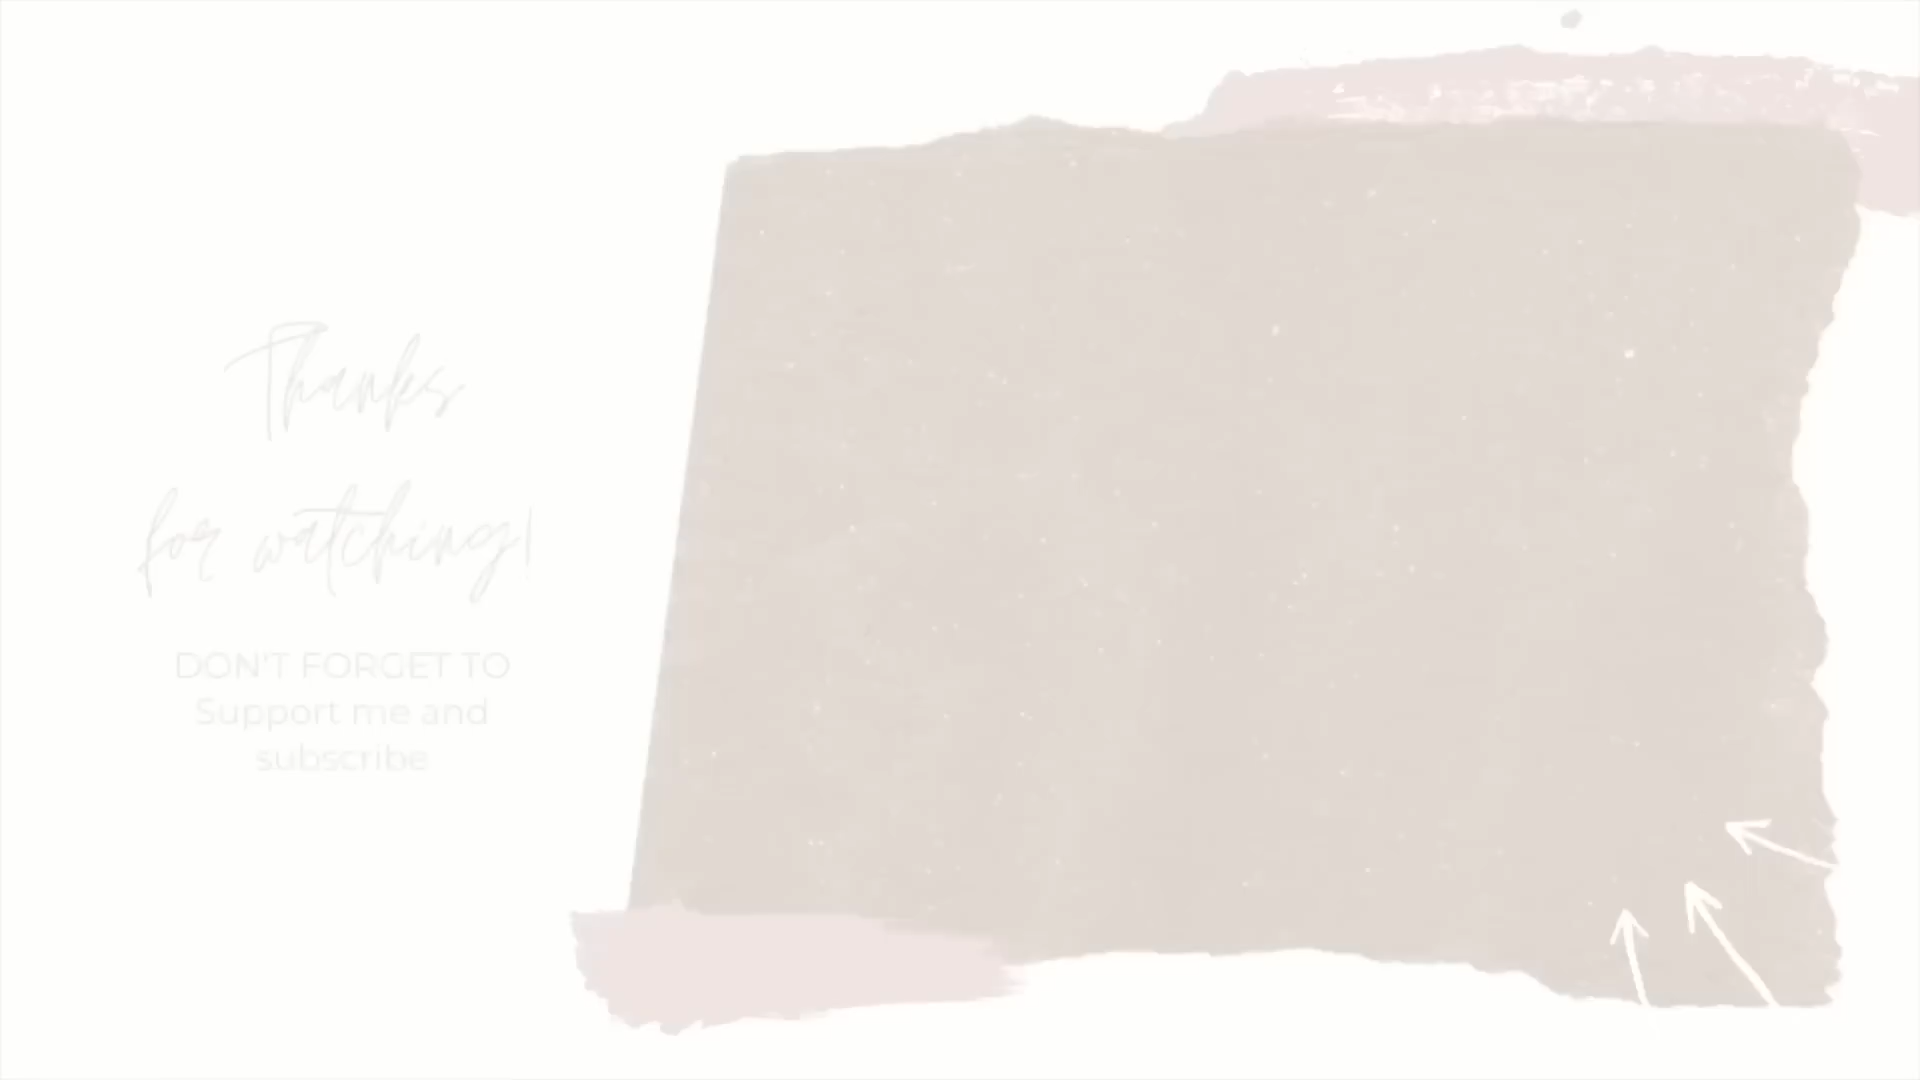 Thanks
for watching!
DON'T FORGET TO
Support me and
subscribe